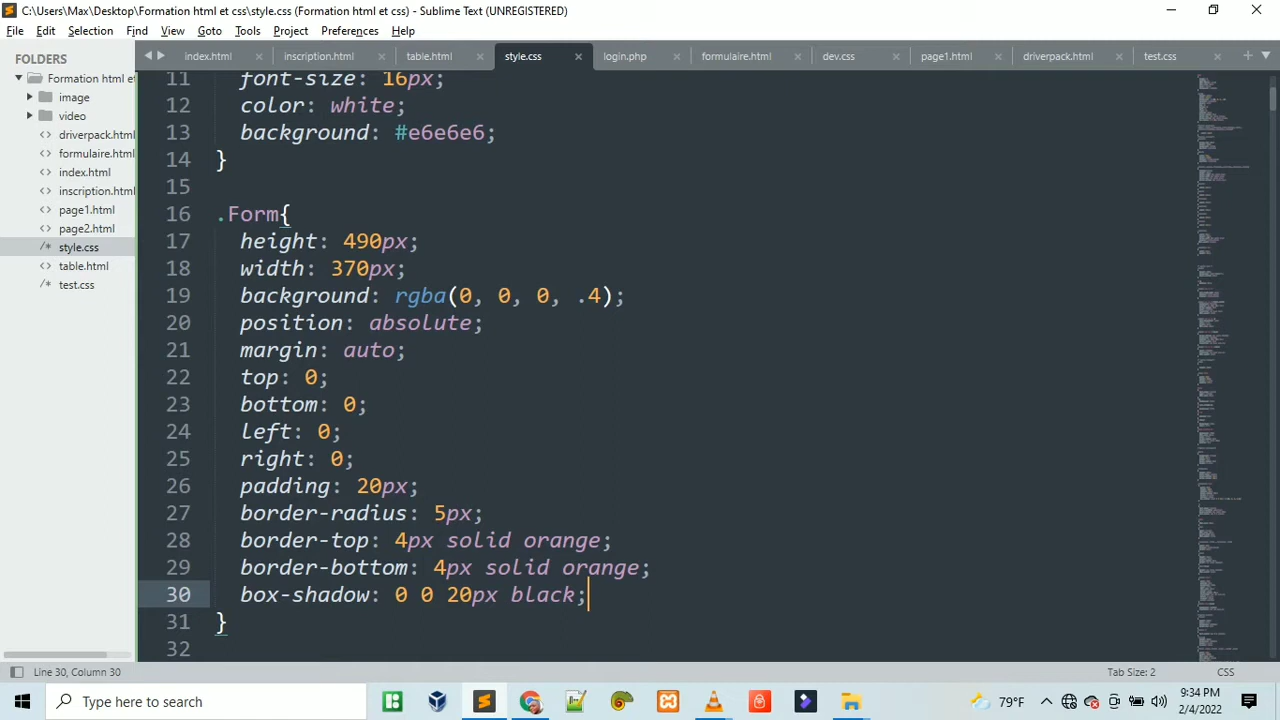 C:\Users\Max\Desktop\Formation html et css\style.css (Formation html et css) - Sublime Text (UNREGISTERED)
File Edit Selection Find View Goto Tools Project Preferences Help
FOLDERS
Formation html et
image
video
driverpack.html
formulaire.html
index.html
inscription.html
page1.html
page2.html
style.css
table.html
test.css
index.html inscription.html table.html style.css login.php formulaire.html dev.css page1.html driverpack.html test.css
11 font-size: 16px;
12 color: white;
13 background: #e6e6e6;
14 }
15
16 .Form{
17 height: 490px;
18 width: 370px;
19 background: rgba(0, 0, 0, .4);
20 position: absolute;
21 margin: auto;
22 top: 0;
23 bottom: 0;
24 left: 0;
25 right: 0;
26 padding: 20px;
27 border-radius: 5px;
28 border-top: 4px solid orange;
29 border-bottom: 4px solid orange;
30 box-shadow: 0 0 20px black;
31 }
32
Line 30, Column 30 Tab Size: 2 CSS
Type here to search 79°F 9:34 PM
2/4/2022